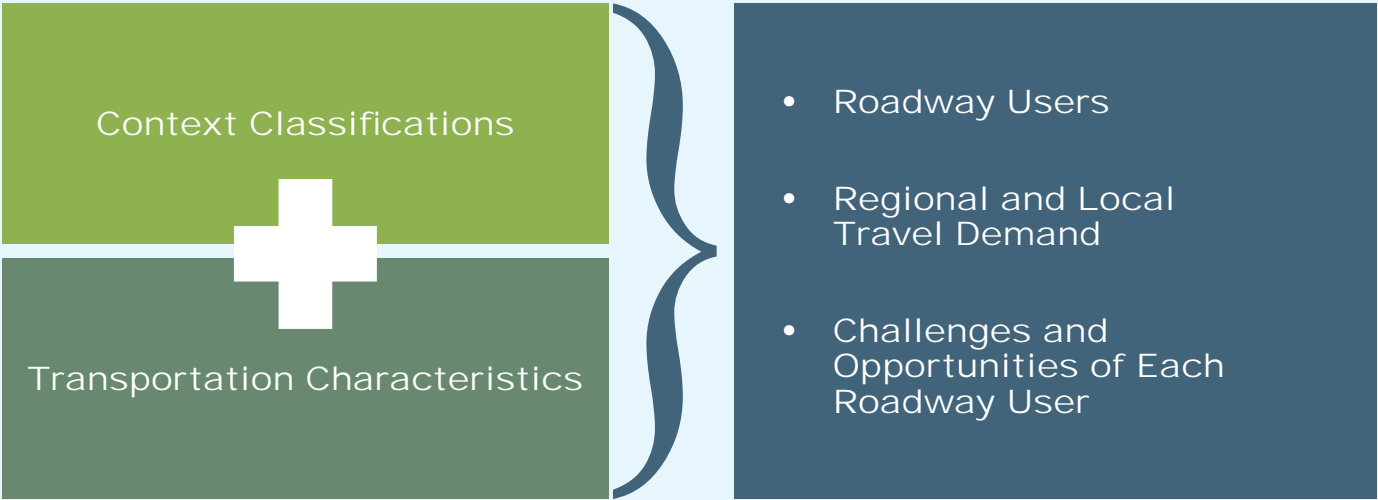 Context Classifications
Transportation Characteristics
• Roadway Users
• Regional and Local
Travel Demand
• Challenges and
Opportunities of Each
Roadway User